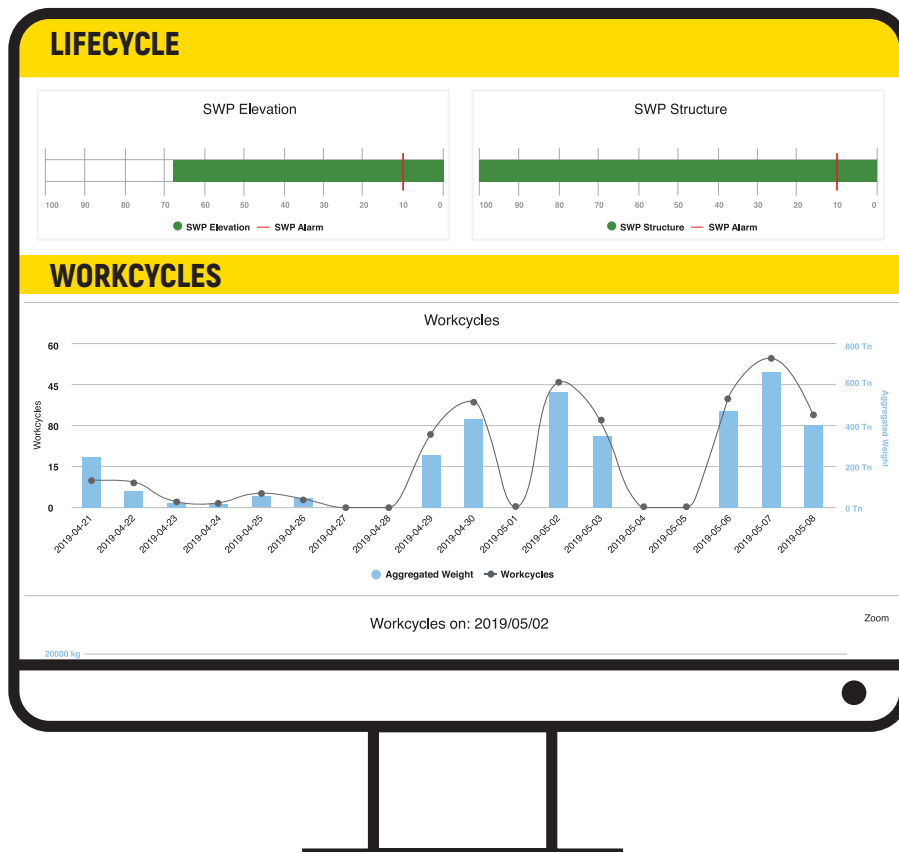 LIFECYCLE
SWP Elevation
100 90 80 70 60 50 40 30 20 10 0
SWP Elevation SWP Alarm
SWP Structure
100 90 80 70 60 50 40 30 20 10 0
SWP Structure SWP Alarm
WORKCYCLES
Workcycles
60
45
80
15
0
Workcycles
800 Tn
600 Tn
400 Tn
200 Tn
0 Tn
Aggregated Weight
2019-04-21 2019-04-22 2019-04-23 2019-04-24 2019-04-25 2019-04-26 2019-04-27 2019-04-28 2019-04-29 2019-04-30 2019-05-01 2019-05-02 2019-05-03 2019-05-04 2019-05-05 2019-05-06 2019-05-07 2019-05-08
Aggregated Weight Workcycles
Workcycles on: 2019/05/02
Zoom
20000 kg